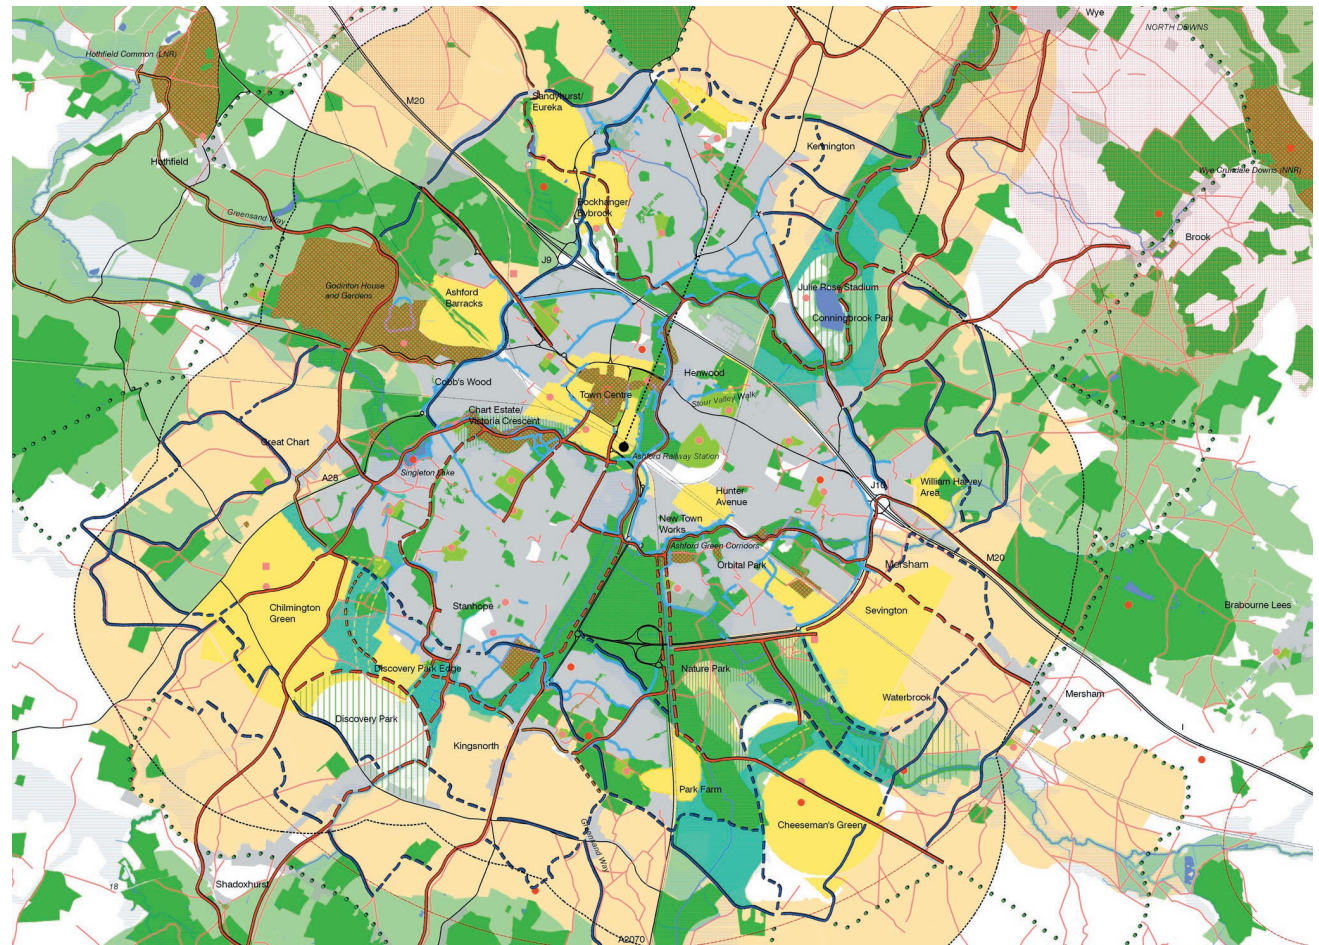 Wye
NORTH DOWNS
Hothfield Common (LNR)
M20
Sandyhurst/
Eureka
Kennington
Hothfield
Wye Crundale Downs (NNR)
Greensand Way
Bockhanger/
Bybrook
Brook
J9
Godinton House
and Gardens
Ashford
Barracks
Julie Rose Stadium
Conningbrook Park
Cobb's Wood
Henwood
Town Centre
Stour Valley Walk
Chart Estate/
Victoria Crescent
Great Chart
Ashford Railway Station
Singleton Lake
A28
J10
William Harvey
Area
Hunter
Avenue
New Town
Works
Ashford Green Corridors
Orbital Park
Mersham
M20
Chilmington
Green
Stanhope
Sevington
Brabourne Lees
Discovery Park Edge
Nature Park
Waterbrook
Mersham
Discovery Park
Kingsnorth
Park Farm
Cheeseman's Green
Greensand Way
Shadoxhurst
18
A2070